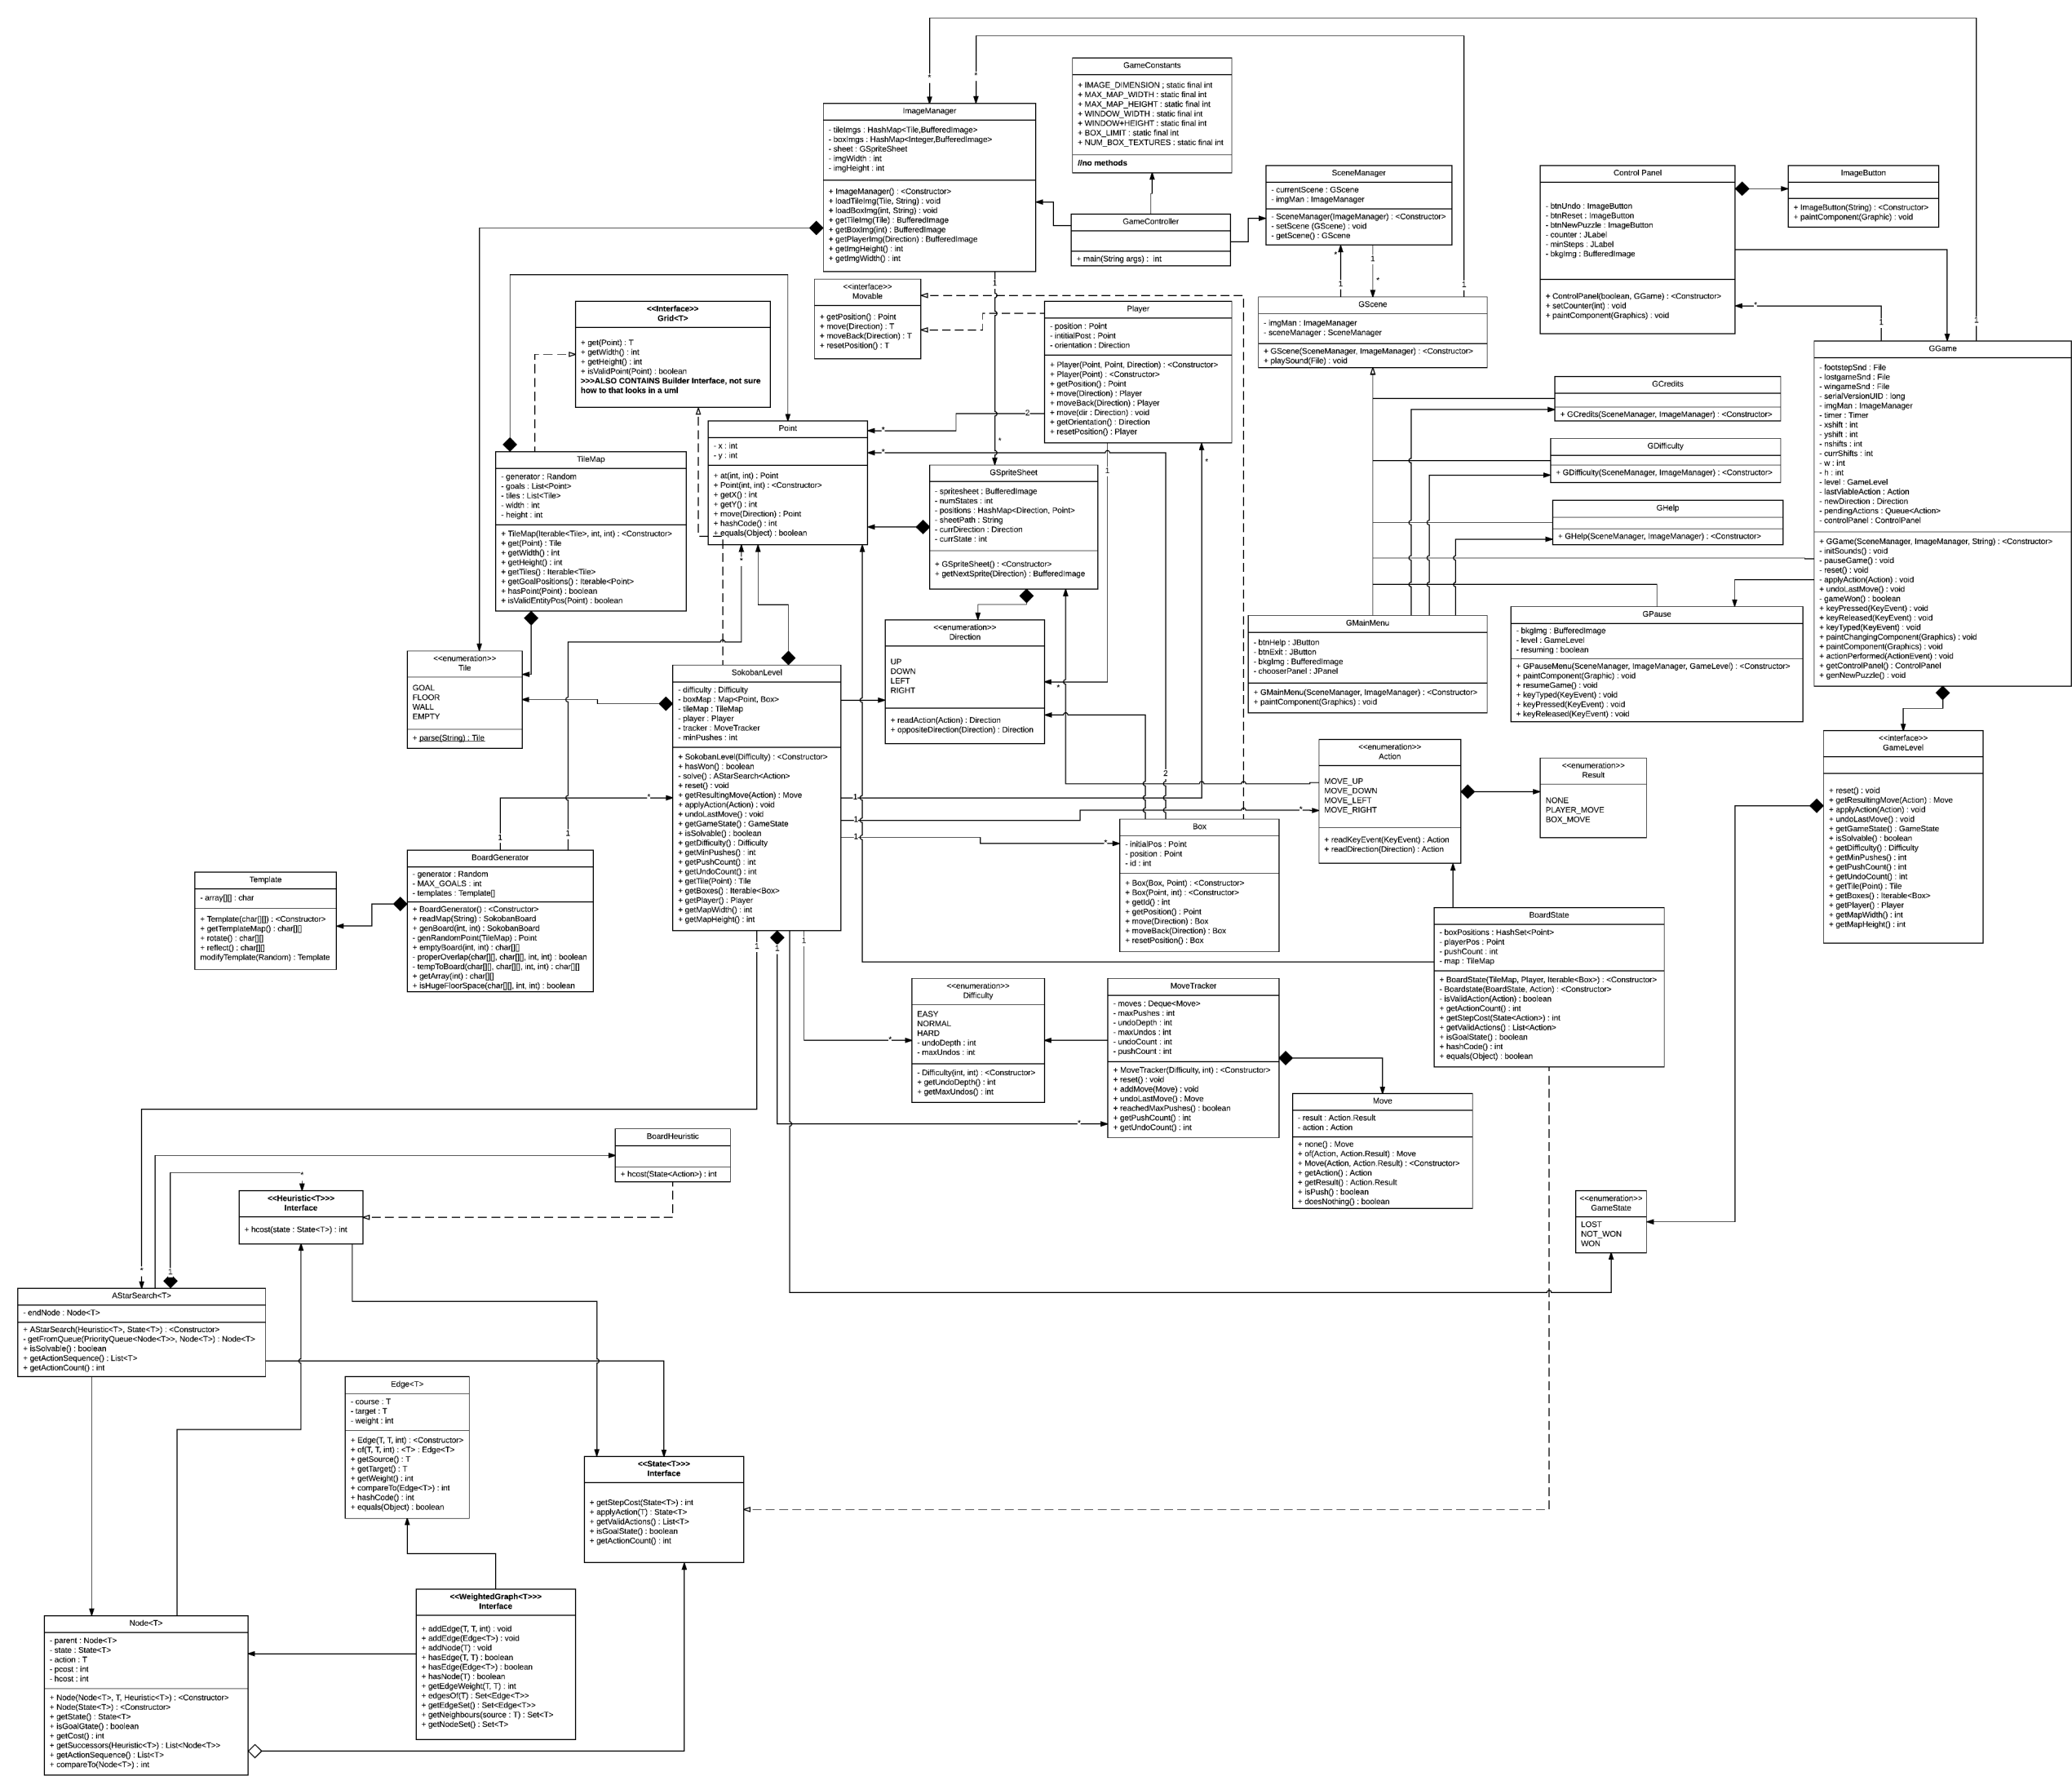 GameConstants
+ IMAGE_DIMENSION ; static final int
+ MAX_MAP_WIDTH : static final int
+ MAX_MAP_HEIGHT : static final int
+ WINDOW_WIDTH : static final int
+ WINDOW+HEIGHT : static final int
+ BOX_LIMIT : static final int
+ NUM_BOX_TEXTURES ; static final int
//no methods
*
*
ImageManager
- tileImgs : HashMap<Tile,BufferedImage>
- boxImgs : HashMap<Integer,BufferedImage>
- sheet : GSpriteSheet
- imgWidth : int
- imgHeight : int
+ ImageManager() : <Constructor>
+ loadTileImg(Tile, String) : void
+ loadBoxImg(int, String) : void
+ getTileImg(Tile) : BufferedImage
+ getBoxImg(int) : BufferedImage
+ getPlayerImg(Direction) : BufferedImage
+ getImgHeight() : int
+ getImgWidth() : int
GameController
+ main(String args) : int
SceneManager
- currentScene : GScene
- imgMan : ImageManager
- SceneManager(ImageManager) : <Constructor>
- setScene (GScene) : void
- getScene() : GScene
*
1
1
*
1
Control Panel
- btnUndo : ImageButton
- btnReset : ImageButton
- btnNewPuzzle : ImageButton
- counter : JLabel
- minSteps : JLabel
- bkgImg : BufferedImage
+ ControlPanel(boolean, GGame) : <Constructor>
+ setCounter(int) : void
+ paintComponent(Graphics) : void
ImageButton
+ ImageButton(String) : <Constructor>
+ paintComponent(Graphic) : void
*
1
1
<<interface>>
Movable
+ getPosition() : Point
+ move(Direction) : T
+ moveBack(Direction) : T
+ resetPosition() : T
1
*
<<Interface>>
Grid<T>
+ get(Point) : T
+ getWidth() : int
+ getHeight() : int
+ isValidPoint(Point) : boolean
>>>ALSO CONTAINS Builder Interface, not sure
how to that looks in a uml
Player
- position : Point
- intitialPost : Point
- orientation : Direction
+ Player(Point, Point, Direction) : <Constructor>
+ Player(Point) : <Constructor>
+ getPosition() : Point
+ move(Direction) : Player
+ moveBack(Direction) : Player
+ move(dir : Direction) : void
+ getOrientation() : Direction
+ resetPosition() : Player
2
*
*
1
*
GScene
- imgMan : ImageManager
- sceneManager : SceneManager
+ GScene(SceneManager, ImageManager) : <Constructor>
+ playSound(File) : void
GGame
- footstepSnd : File
- lostgameSnd : File
- wingameSnd : File
- serialVersionUID : long
- imgMan : ImageManager
- timer : Timer
- xshift : int
- yshift : int
- nshifts : int
- currShifts : int
- w : int
- h : int
- level : GameLevel
- lastViableAction : Action
- newDirection : Direction
- pendingActions : Queue<Action>
- controlPanel : ControlPanel
+ GGame(SceneManager, ImageManager, String) : <Constructor>
- initSounds() : void
- pauseGame() : void
- reset() : void
- applyAction(Action) : void
+ undoLastMove() : void
- gameWon() : boolean
+ keyPressed(KeyEvent) : void
+ keyReleased(KeyEvent) : void
+ keyTyped(KeyEvent) : void
+ paintChangingComponent(Graphics) : void
+ paintComponent(Graphics) : void
+ actionPerformed(ActionEvent) : void
+ getControlPanel() : ControlPanel
+ genNewPuzzle() : void
GCredits
+ GCredits(SceneManager, ImageManager) : <Constructor>
GDifficulty
+ GDifficulty(SceneManager, ImageManager) : <Constructor>
GHelp
+ GHelp(SceneManager, ImageManager) : <Constructor>
Point
- x : int
- y : int
+ at(int, int) : Point
+ Point(int, int) : <Constructor>
+ getX() : int
+ getY() : int
+ move(Direction) : Point
+ hashCode() : int
+ equals(Object) : boolean
TileMap
- generator : Random
- goals : List<Point>
- tiles : List<Tile>
- width : int
- height : int
+ TileMap(Iterable<Tile>, int, int) : <Constructor>
+ get(Point) : Tile
+ getWidth() : int
+ getHeight() : int
+ getTiles() : Iterable<Tile>
+ getGoalPositions() : Iterable<Point>
+ hasPoint(Point) : boolean
+ isValidEntityPos(Point) : boolean
GSpriteSheet
- spritesheet : BufferedImage
- numStates : int
- positions : HashMap<Direction, Point>
- sheetPath : String
- currDirection : Direction
- currState : int
+ GSpriteSheet() : <Constructor>
+ getNextSprite(Direction) : BufferedImage
*
*
<<enumeration>>
Direction
UP
DOWN
LEFT
RIGHT
+ readAction(Action) : Direction
+ oppositeDirection(Direction) : Direction
GMainMenu
- btnHelp : JButton
- btnExit : JButton
- bkgImg : BufferedImage
- chooserPanel : JPanel
+ GMainMenu(SceneManager, ImageManager) : <Constructor>
+ paintComponent(Graphics) : void
GPause
- bkgImg : BufferedImage
- level : GameLevel
- resuming : boolean
+ GPauseMenu(SceneManager, ImageManager, GameLevel) : <Constructor>
+ paintComponent(Graphic) : void
+ resumeGame() : void
+ keyTyped(KeyEvent) : void
+ keyPressed(KeyEvent) : void
+ keyReleased(KeyEvent) : void
<<enumeration>>
Tile
GOAL
FLOOR
WALL
EMPTY
+ parse(String) : Tile
SokobanLevel
- difficulty : Difficulty
- boxMap : Map<Point, Box>
- tileMap : TileMap
- player : Player
- tracker : MoveTracker
- minPushes : int
+ SokobanLevel(Difficulty) : <Constructor>
+ hasWon() : boolean
- solve() : AStarSearch<Action>
+ reset() : void
+ getResultingMove(Action) : Move
+ applyAction(Action) : void
+ undoLastMove() : void
+ getGameState() : GameState
+ isSolvable() : boolean
+ getDifficulty() : Difficulty
+ getMinPushes() : int
+ getPushCount() : int
+ getUndoCount() : int
+ getTile(Point) : Tile
+ getBoxes() : Iterable<Box>
+ getPlayer() : Player
+ getMapWidth() : int
+ getMapHeight() : int
*
1
1
1
1
1
*
*
2
1
1
1
<<enumeration>>
Action
MOVE_UP
MOVE_DOWN
MOVE_LEFT
MOVE_RIGHT
+ readKeyEvent(KeyEvent) : Action
+ readDirection(Direction) : Action
<<enumeration>>
Result
NONE
PLAYER_MOVE
BOX_MOVE
<<interface>>
GameLevel
+ reset() : void
+ getResultingMove(Action) : Move
+ applyAction(Action) : void
+ undoLastMove() : void
+ getGameState() : GameState
+ isSolvable() : boolean
+ getDifficulty() : Difficulty
+ getMinPushes() : int
+ getPushCount() : int
+ getUndoCount() : int
+ getTile(Point) : Tile
+ getBoxes() : Iterable<Box>
+ getPlayer() : Player
+ getMapWidth() : int
+ getMapHeight() : int
Box
- initialPos : Point
- position : Point
- id : int
+ Box(Box, Point) : <Constructor>
+ Box(Point, int) : <Constructor>
+ getId() : int
+ getPosition() : Point
+ move(Direction) : Box
+ moveBack(Direction) : Box
+ resetPosition() : Box
BoardGenerator
- generator : Random
- MAX_GOALS : int
- templates : Template[]
+ BoardGenerator() : <Constructor>
+ readMap(String) : SokobanBoard
+ genBoard(int, int) : SokobanBoard
- genRandomPoint(TileMap) : Point
+ emptyBoard(int, int) : char[][]
- properOverlap(char[][], char[][], int, int) : boolean
- tempToBoard(char[][], char[][], int, int) : char[][]
+ getArray(int) : char[][]
+ isHugeFloorSpace(char[][], int, int) : boolean
Template
- array[][] : char
+ Template(char[][]) : <Constructor>
+ getTemplateMap() : char[][]
+ rotate() : char[][]
+ reflect() : char[][]
modifyTemplate(Random) : Template
BoardState
- boxPositions : HashSet<Point>
- playerPos : Point
- pushCount : int
- map : TileMap
+ BoardState(TileMap, Player, Iterable<Box>) : <Constructor>
- Boardstate(BoardState, Action) : <Constructor>
- isValidAction(Action) : boolean
+ getActionCount() : int
+ getStepCost(State<Action>) : int
+ getValidActions() : List<Action>
+ isGoalState() : boolean
+ hashCode() : int
+ equals(Object) : boolean
<<enumeration>>
Difficulty
EASY
NORMAL
HARD
- undoDepth : int
- maxUndos : int
- Difficulty(int, int) : <Constructor>
+ getUndoDepth() : int
+ getMaxUndos() : int
*
MoveTracker
- moves : Deque<Move>
- maxPushes : int
- undoDepth : int
- maxUndos : int
- undoCount : int
- pushCount : int
+ MoveTracker(Difficulty, int) : <Constructor>
+ reset() : void
+ addMove(Move) : void
+ undoLastMove() : Move
+ reachedMaxPushes() : boolean
+ getPushCount() : int
+ getUndoCount() : int
*
Move
- result : Action.Result
- action : Action
+ none() : Move
+ of(Action, Action.Result) : Move
+ Move(Action, Action.Result) : <Constructor>
+ getAction() : Action
+ getResult() : Action.Result
+ isPush() : boolean
+ doesNothing() : boolean
BoardHeuristic
+ hcost(State<Action>) : int
*
<<Heuristic<T>>>
Interface
+ hcost(state : State<T>) : int
<<enumeration>>
GameState
LOST
NOT_WON
WON
*
1
AStarSearch<T>
- endNode : Node<T>
+ AStarSearch(Heuristic<T>, State<T>) : <Constructor>
- getFromQueue(PriorityQueue<Node<T>>, Node<T>) : Node<T>
+ isSolvable() : boolean
+ getActionSequence() : List<T>
+ getActionCount() : int
Edge<T>
- course : T
- target : T
- weight : int
+ Edge(T, T, int) : <Constructor>
+ of(T, T, int) : <T> : Edge<T>
+ getSource() : T
+ getTarget() : T
+ getWeight() : int
+ compareTo(Edge<T>) : int
+ hashCode() : int
+ equals(Object) : boolean
<<State<T>>>
Interface
+ getStepCost(State<T>) : int
+ applyAction(T) : State<T>
+ getValidActions() : List<T>
+ isGoalState() : boolean
+ getActionCount() : int
<<WeightedGraph<T>>>
Interface
+ addEdge(T, T, int) : void
+ addEdge(Edge<T>) : void
+ addNode(T) : void
+ hasEdge(T, T) : boolean
+ hasEdge(Edge<T>) : boolean
+ hasNode(T) : boolean
+ getEdgeWeight(T, T) : int
+ edgesOf(T) : Set<Edge<T>>
+ getEdgeSet() : Set<Edge<T>>
+ getNeighbours(source : T) : Set<T>
+ getNodeSet() : Set<T>
Node<T>
- parent : Node<T>
- state : State<T>
- action : T
- pcost : int
- hcost : int
+ Node(Node<T>, T, Heuristic<T>) : <Constructor>
+ Node(State<T>) : <Constructor>
+ getState() : State<T>
+ isGoalGtate() : boolean
+ getCost() : int
+ getSuccessors(Heuristic<T>) : List<Node<T>>
+ getActionSequence() : List<T>
+ compareTo(Node<T>) : int